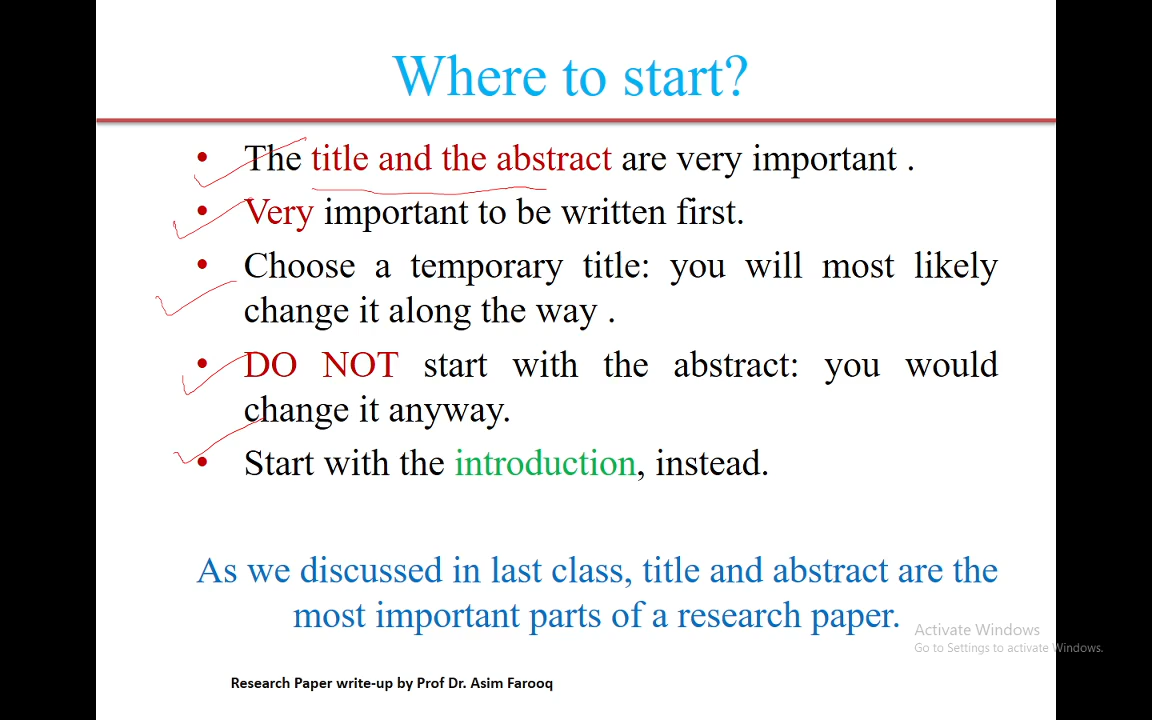 Where to start?
• The title and the abstract are very important .
• Very important to be written first.
• Choose a temporary title: you will most likely
change it along the way .
• DO NOT start with the abstract: you would
change it anyway.
• Start with the introduction, instead.
As we discussed in last class, title and abstract are the
most important parts of a research paper.
Activate Windows
Go to Settings to activate Windows.
Research Paper write-up by Prof Dr. Asim Farooq